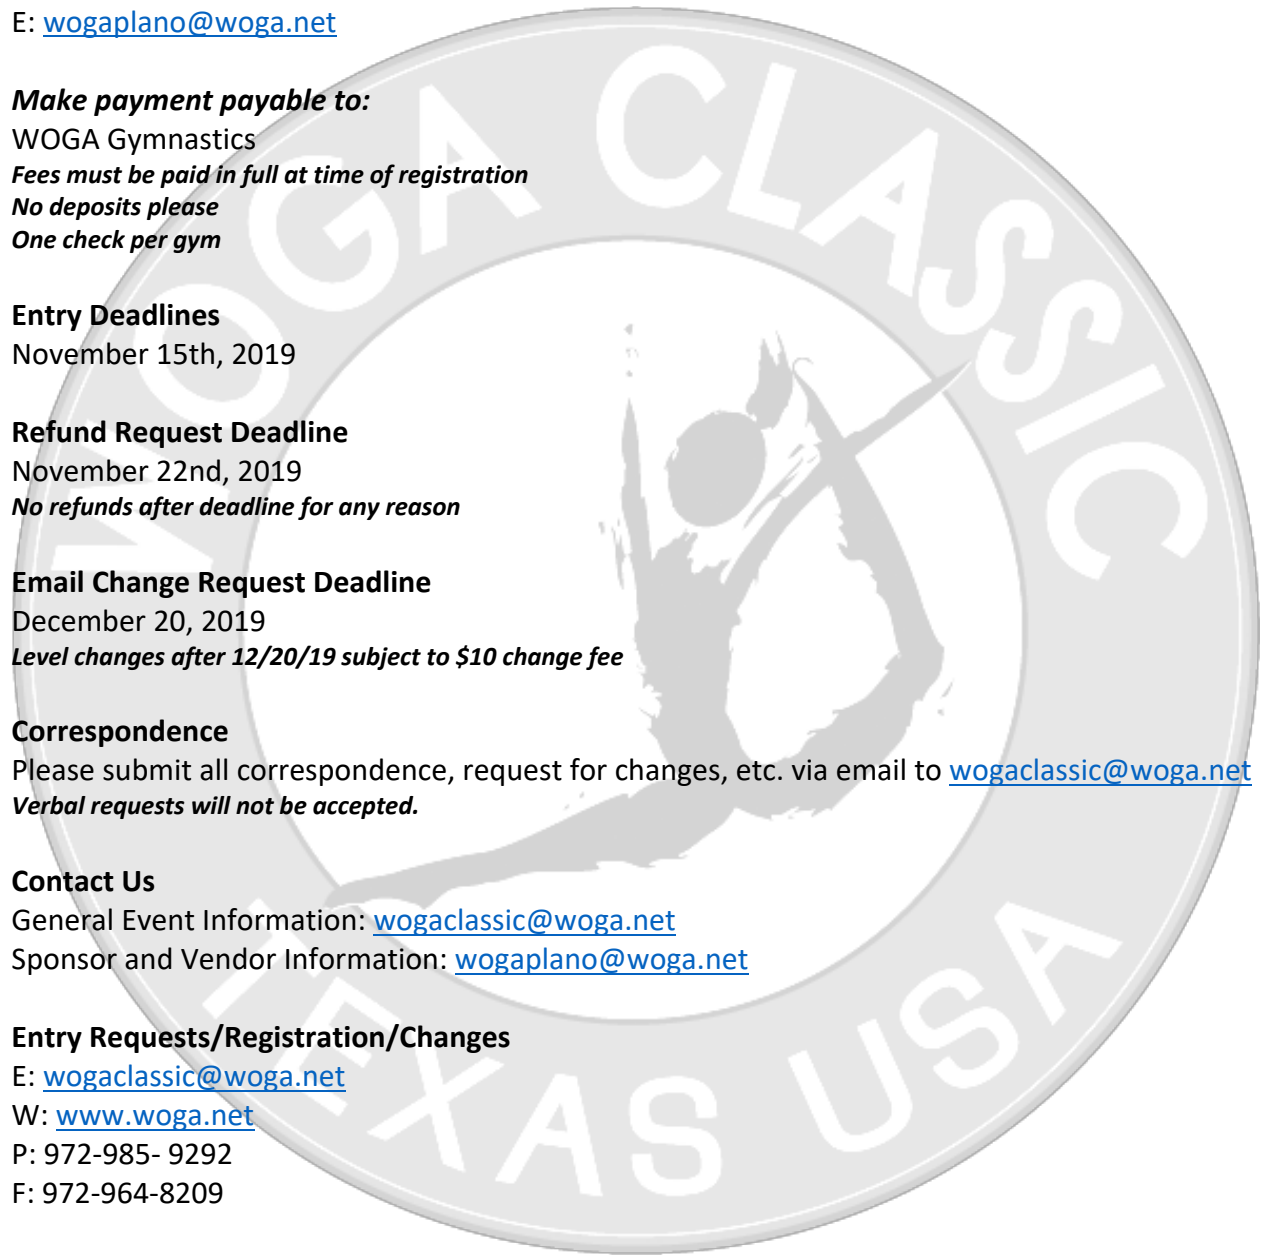 E: wogaplano@woga.net
Make payment payable to:
WOGA Gymnastics
Fees must be paid in full at time of registration
No deposits please
One check per gym
Entry Deadlines
November 15th, 2019
Refund Request Deadline
November 22nd, 2019
No refunds after deadline for any reason
Email Change Request Deadline
December 20, 2019
Level changes after 12/20/19 subject to $10 change fee
Correspondence
Please submit all correspondence, request for changes, etc. via email to wogaclassic@woga.net
Verbal requests will not be accepted.
Contact Us
General Event Information: wogaclassic@woga.net
Sponsor and Vendor Information: wogaplano@woga.net
Entry Requests/Registration/Changes
E: wogaclassic@woga.net
W: www.woga.net
P: 972-985- 9292
F: 972-964-8209
WOGA CLASSIC
TEXAS USA